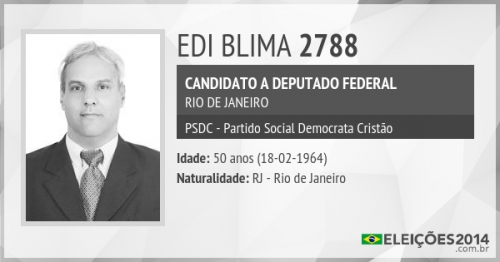 EDI BLIMA 2788
CANDIDATO A DEPUTADO FEDERAL
RIO DE JANEIRO
PSDC - Partido Social Democrata Cristão
Idade: 50 anos (18-02-1964)
Naturalidade: RJ - Rio de Janeiro
ELEIÇÕES2014
.com.br